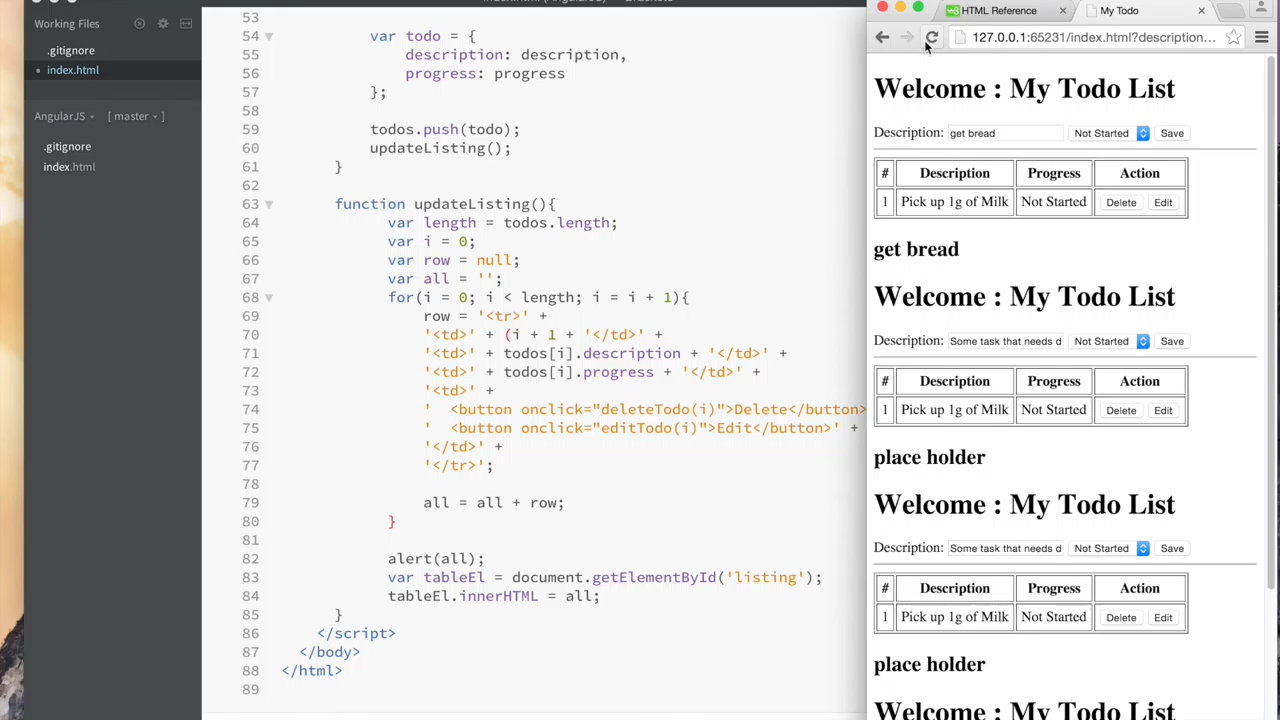 index.html (AngularJS) - Brackets
Working Files
.gitignore
index.html
AngularJS
[ master ]
.gitignore
index.html
53
54 var todo = {
55 description: description,
56 progress: progress
57 };
58
59 todos.push(todo);
60 updateListing();
61 }
62
63 function updateListing(){
64 var length = todos.length;
65 var i = 0;
66 var row = null;
67 var all = '';
68 for(i = 0; i < length; i = i + 1){
69 row = '<tr>' +
70 '<td>' + (i + 1 + '</td>' +
71 '<td>' + todos[i].description + '</td>' +
72 '<td>' + todos[i].progress + '</td>' +
73 '<td>' +
74 ' <button onclick="deleteTodo(i)">Delete</button>
75 ' <button onclick="editTodo(i)">Edit</button>' +
76 '</td>' +
77 '</tr>';
78
79 all = all + row;
80 }
81
82 alert(all);
83 var tableEl = document.getElementById('listing');
84 tableEl.innerHTML = all;
85 }
86 </script>
87 </body>
88 </html>
89
HTML Reference
My Todo
127.0.0.1:65231/index.html?description...
Welcome : My Todo List
Description: get bread Not Started Save
# Description Progress Action
1 Pick up 1g of Milk Not Started Delete Edit
get bread
Welcome : My Todo List
Description: Some task that needs d Not Started Save
# Description Progress Action
1 Pick up 1g of Milk Not Started Delete Edit
place holder
Welcome : My Todo List
Description: Some task that needs d Not Started Save
# Description Progress Action
1 Pick up 1g of Milk Not Started Delete Edit
place holder
Welcome : My Todo List